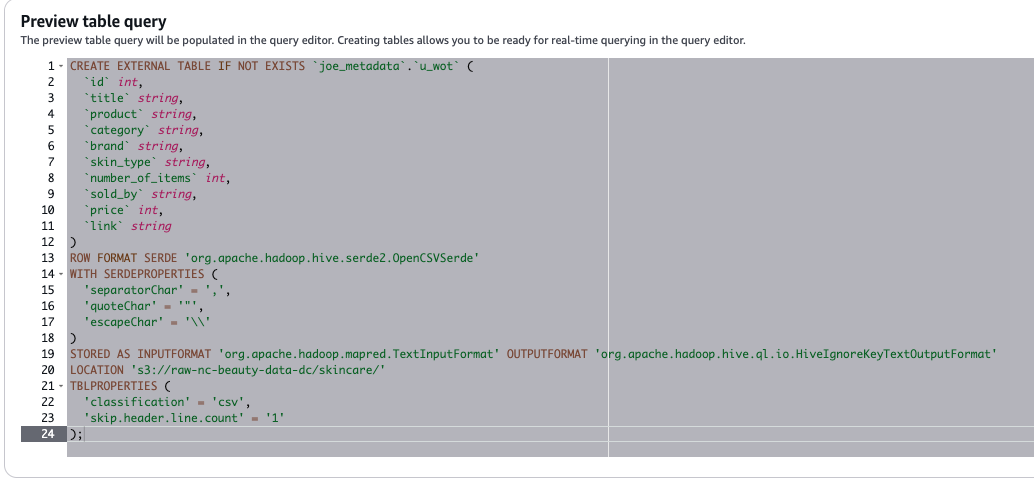 Preview table query
The preview table query will be populated in the query editor. Creating tables allows you to be ready for real-time querying in the query editor.
1 CREATE EXTERNAL TABLE IF NOT EXISTS `joe_metadata`.`u_wot` (
2 `id` int,
3 `title` string,
4 `product` string,
5 `category` string,
6 `brand` string,
7 `skin_type` string,
8 `number_of_items` int,
9 `sold_by` string,
10 `price` int,
11 `link` string
12 )
13 ROW FORMAT SERDE 'org.apache.hadoop.hive.serde2.OpenCSVSerde'
14 WITH SERDEPROPERTIES (
15 'separatorChar' = ',',
16 'quoteChar' = '"',
17 'escapeChar' = '\\'
18 )
19 STORED AS INPUTFORMAT 'org.apache.hadoop.mapred.TextInputFormat' OUTPUTFORMAT 'org.apache.hadoop.hive.ql.io.HiveIgnoreKeyTextOutputFormat'
20 LOCATION 's3://raw-nc-beauty-data-dc/skincare/'
21 TBLPROPERTIES (
22 'classification' = 'csv',
23 'skip.header.line.count' = '1'
24 );